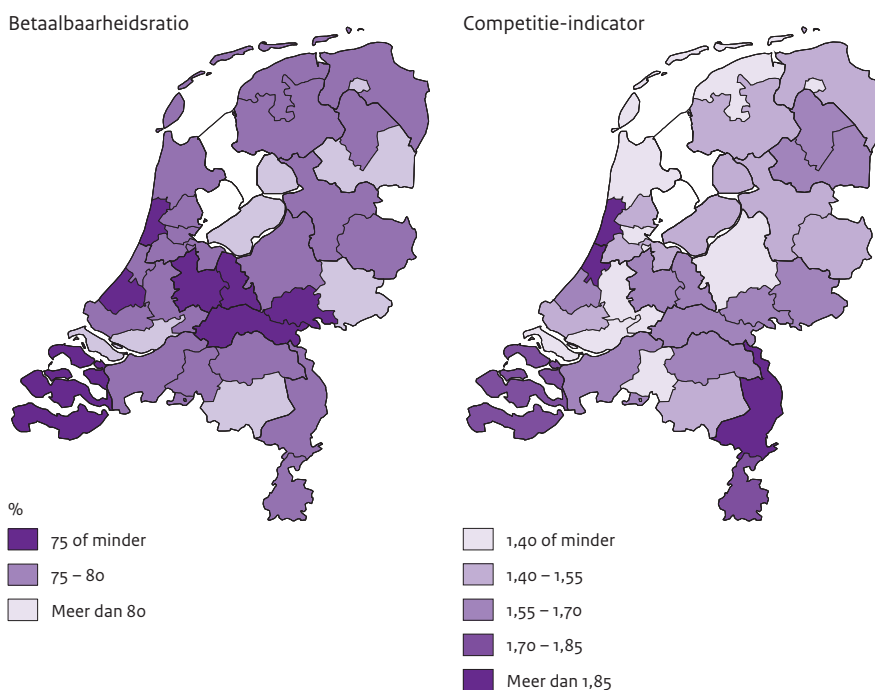 Betaalbaarheidsratio
%
75 of minder
75 – 80
Meer dan 80
Competitie-indicator
1,40 of minder
1,40 – 1,55
1,55 – 1,70
1,70 – 1,85
Meer dan 1,85